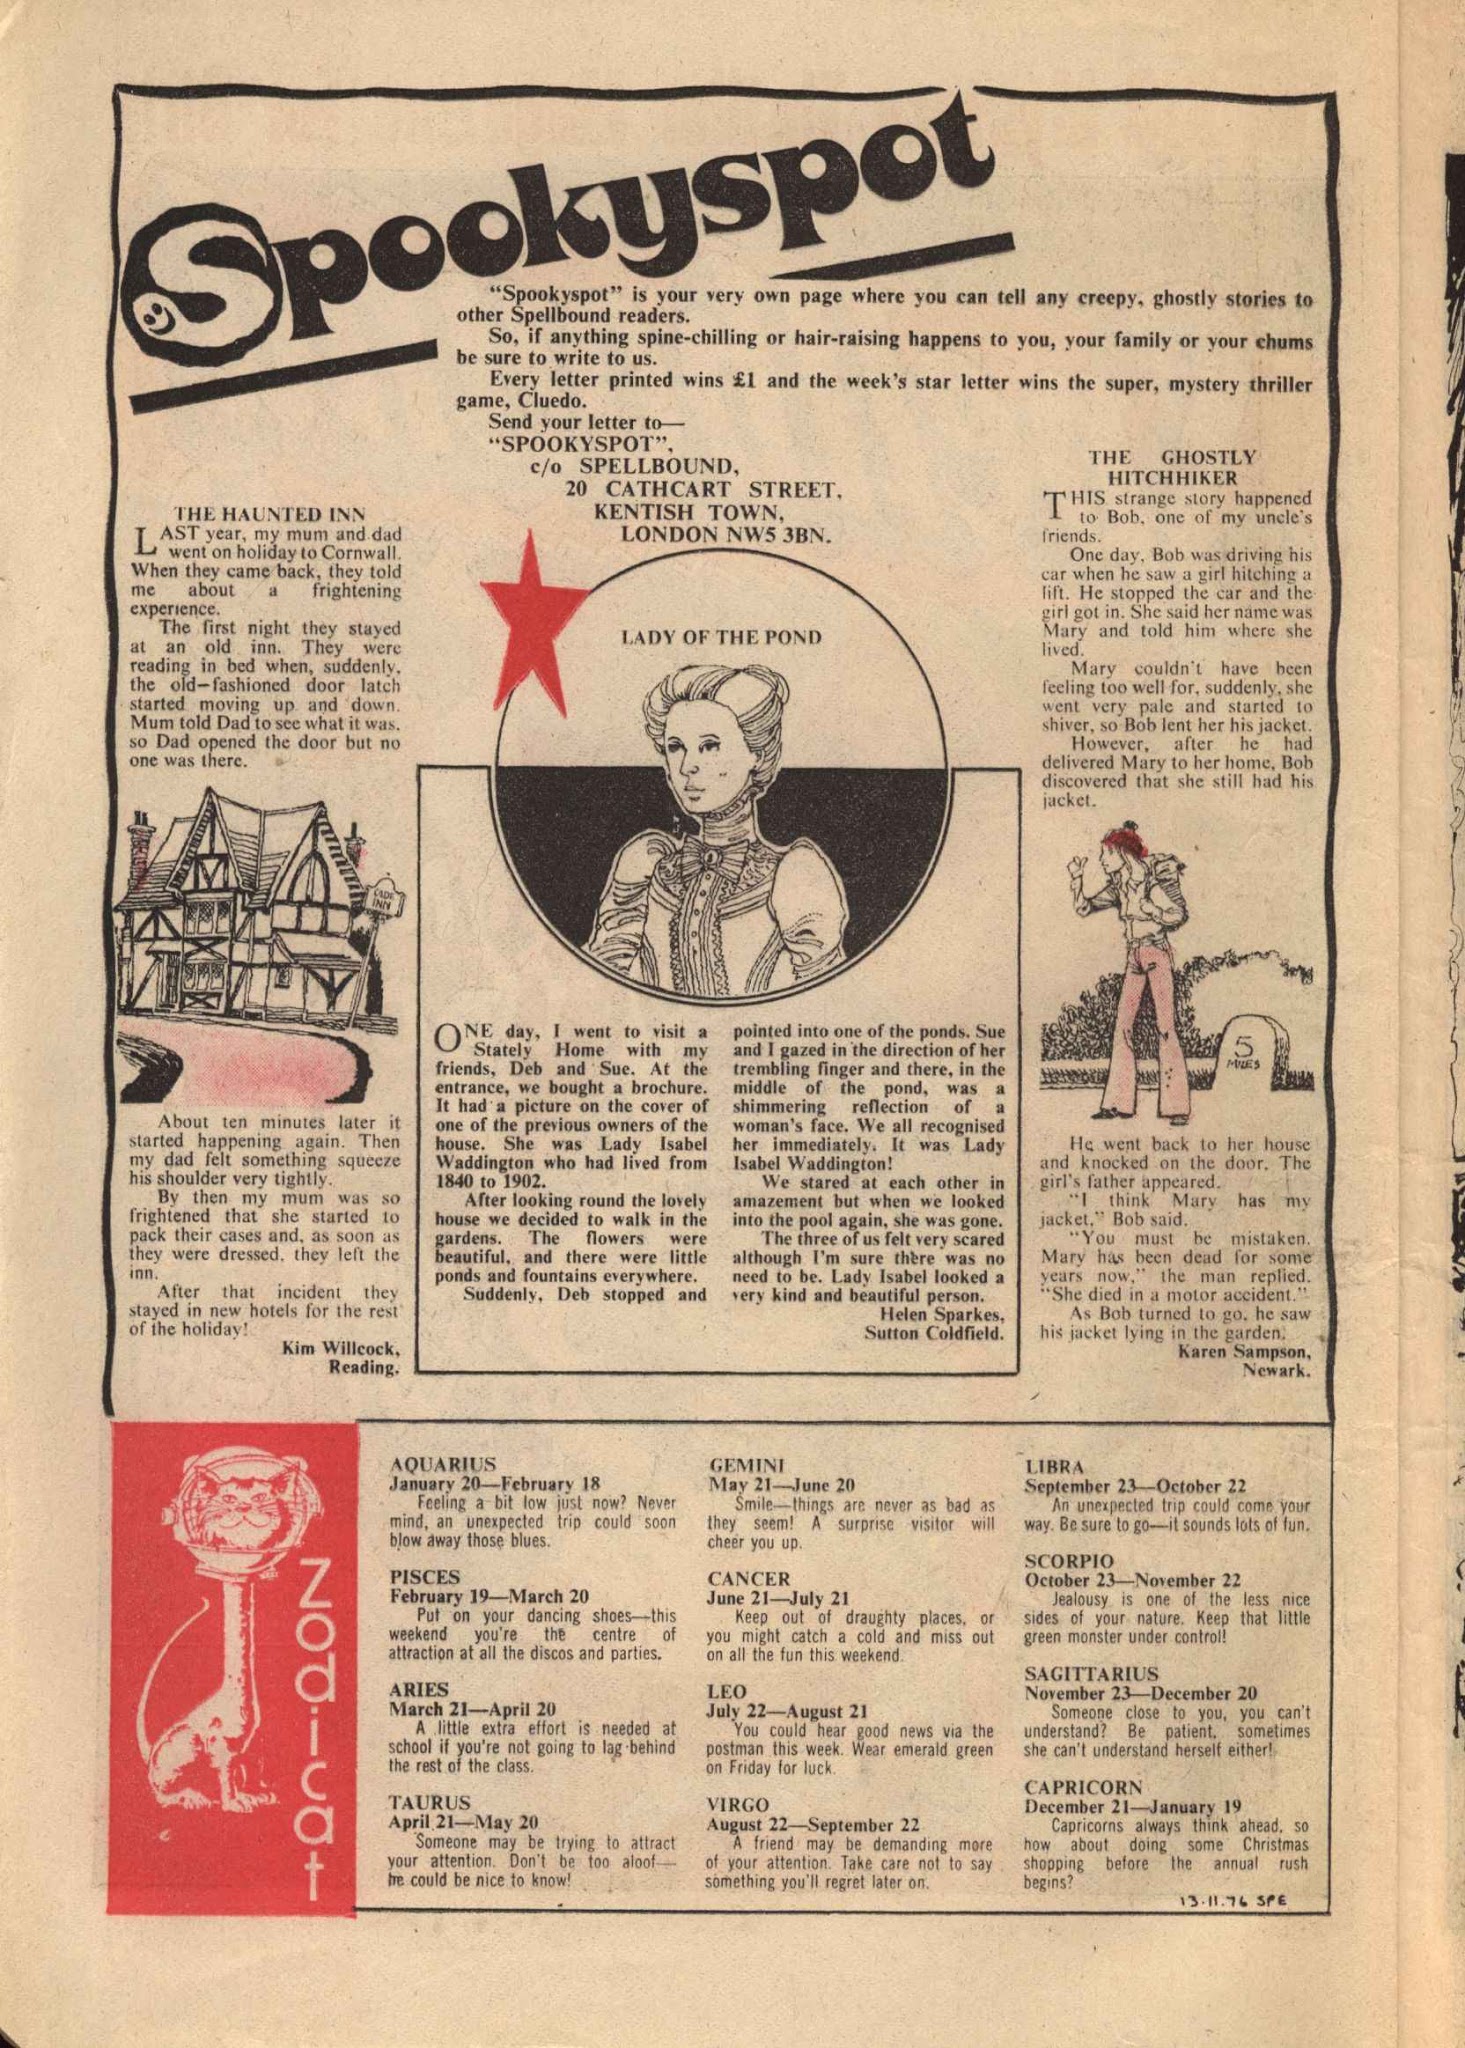 Spookyspot
"Spookyspot" is your very own page where you can tell any creepy, ghostly stories to
other Spellbound readers.
So, if anything spine-chilling or hair-raising happens to you, your family or your chums
be sure to write to us.
Every letter printed wins £1 and the week's star letter wins the super, mystery thriller
game, Cluedo.
Send your letter to—
"SPOOKYSPOT",
c/o SPELLBOUND,
20 CATHCART STREET,
KENTISH TOWN,
LONDON NW5 3BN.
THE HAUNTED INN
LAST year, my mum and dad
went on holiday to Cornwall.
When they came back, they told
me about a frightening
experience.
The first night they stayed
at an old inn. They were
reading in bed when, suddenly,
the old-fashioned door latch
started moving up and down.
Mum told Dad to see what it was,
so Dad opened the door but no
one was there.
OLDE
INN
About ten minutes later it
started happening again. Then
my dad felt something squeeze
his shoulder very tightly.
By then my mum was so
frightened that she started to
pack their cases and, as soon as
they were dressed, they left the
inn.
After that incident they
stayed in new hotels for the rest
of the holiday!
Kim Willcock,
Reading.
LADY OF THE POND
ONE day, I went to visit a
Stately Home with my
friends, Deb and Sue. At the
entrance, we bought a brochure.
It had a picture on the cover of
one of the previous owners of the
house. She was Lady Isabel
Waddington who had lived from
1840 to 1902.
After looking round the lovely
house we decided to walk in the
gardens. The flowers were
beautiful, and there were little
ponds and fountains everywhere.
Suddenly, Deb stopped and
pointed into one of the ponds. Sue
and I gazed in the direction of her
trembling finger and there, in the
middle of the pond, was a
shimmering reflection of a
woman's face. We all recognised
her immediately. It was Lady
Isabel Waddington!
We stared at each other in
amazement but when we looked
into the pool again, she was gone.
The three of us felt very scared
although I'm sure there was no
need to be. Lady Isabel looked a
very kind and beautiful person.
Helen Sparkes,
Sutton Coldfield.
THE GHOSTLY
HITCHHIKER
THIS strange story happened
to Bob, one of my uncle's
friends.
One day, Bob was driving his
car when he saw a girl hitching a
lift. He stopped the car and the
girl got in. She said her name was
Mary and told him where she
lived.
Mary couldn't have been
feeling too well for, suddenly, she
went very pale and started to
shiver, so Bob lent her his jacket.
However, after he had
delivered Mary to her home, Bob
discovered that she still had his
jacket.
5
MILES
He went back to her house
and knocked on the door. The
girl's father appeared.
"I think Mary has my
jacket," Bob said.
"You must be mistaken.
Mary has been dead for some
years now," the man replied.
"She died in a motor accident."
As Bob turned to go, he saw
his jacket lying in the garden.
Karen Sampson,
Newark.
zodicat
AQUARIUS
January 20—February 18
Feeling a bit low just now? Never
mind, an unexpected trip could soon
blow away those blues.
PISCES
February 19—March 20
Put on your dancing shoes—this
weekend you're the centre of
attraction at all the discos and parties.
ARIES
March 21—April 20
A little extra effort is needed at
school if you're not going to lag behind
the rest of the class.
TAURUS
April 21—May 20
Someone may be trying to attract
your attention. Don't be too aloof—
he could be nice to know!
GEMINI
May 21—June 20
Smile—things are never as bad as
they seem! A surprise visitor will
cheer you up.
CANCER
June 21—July 21
Keep out of draughty places, or
you might catch a cold and miss out
on all the fun this weekend.
LEO
July 22—August 21
You could hear good news via the
postman this week. Wear emerald green
on Friday for luck.
VIRGO
August 22—September 22
A friend may be demanding more
of your attention. Take care not to say
something you'll regret later on.
LIBRA
September 23—October 22
An unexpected trip could come your
way. Be sure to go—it sounds lots of fun.
SCORPIO
October 23—November 22
Jealousy is one of the less nice
sides of your nature. Keep that little
green monster under control!
SAGITTARIUS
November 23—December 20
Someone close to you, you can't
understand? Be patient, sometimes
she can't understand herself either!
CAPRICORN
December 21—January 19
Capricorns always think ahead, so
how about doing some Christmas
shopping before the annual rush
begins?
13·11·76 SPE